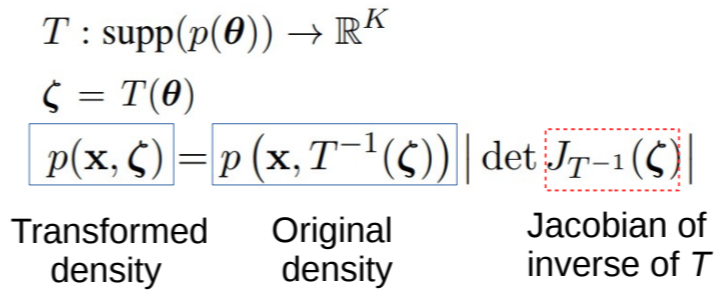 T : supp(p(θ)) → ℝ^K
ζ = T(θ)
p(x, ζ) = p (x, T^{-1}(ζ)) | det J_{T^{-1}}(ζ)|
Transformed density
Original density
Jacobian of inverse of T